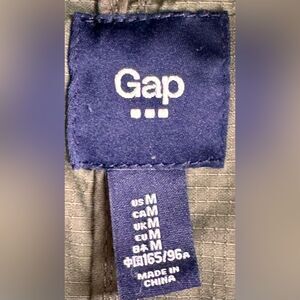 Gap
US M
CA M
UK M
EU M
日本 M
中国165/96A
MADE IN
CHINA